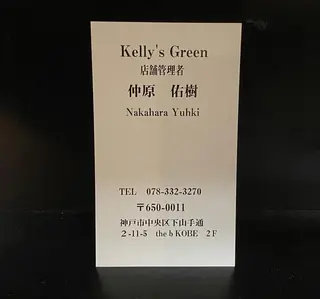 Kelly's Green
店舗管理者
仲原　佑樹
Nakahara Yuhki
TEL　078-332-3270
〒650-0011
神戸市中央区下山手通
２-11-5　the b KOBE　２F